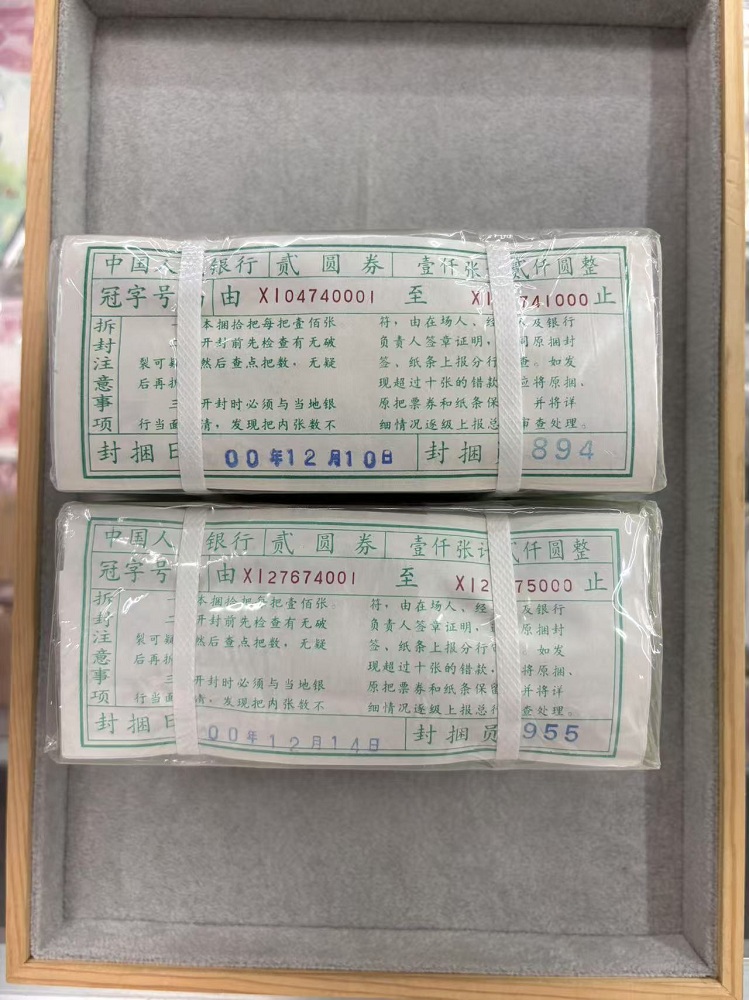 中国人 银行 贰圆券 壹仟张 贰仟圆整
冠字号 由 XI04740001 至 XI 741000 止
拆封注意事项
本捆拾把每把壹佰张
开封前先检查有无破
裂可疑 然后查点把数，无疑
后再拆
三 开封时必须与当地银
行当面 清，发现把内张数不
符，由在场人、经 及银行
负责人签章证明， 同原捆封
签、纸条上报分行 查。如发
现超过十张的错款 应将原捆、
原把票券和纸条保 并将详
细情况逐级上报总 审查处理。
封捆日 00年12月10日 封捆员 894
中国人 银行 贰圆券 壹仟张计贰仟圆整
冠字号 由 XI27674001 至 XI2 75000 止
拆封注意事项
一 本捆拾把每把壹佰张。
二 开封前先检查有无破
裂可疑 然后查点把数，无疑
后再拆
三 开封时必须与当地银
行当面 清，发现把内张数不
符，由在场人、经 及银行
负责人签章证明， 原捆封
签、纸条上报分行 如发
现超过十张的错款， 将原捆、
原把票券和纸条保留 并将详
细情况逐级上报总行 查处理。
封捆日 00年12月14日 封捆员 955